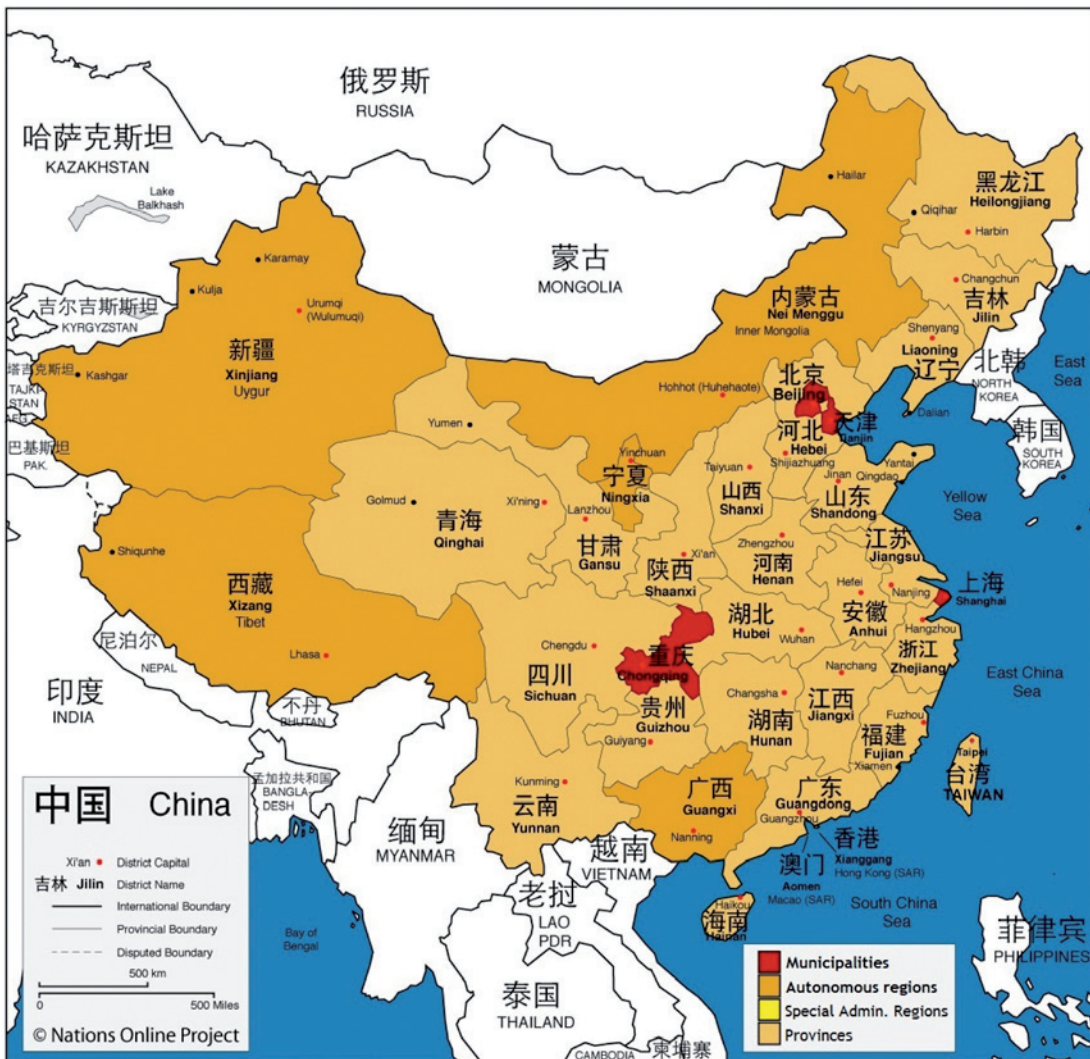 俄罗斯
RUSSIA
哈萨克斯坦
KAZAKHSTAN
Lake
Balkhash
黑龙江
Heilongjiang
Hailar
Qiqihar
Harbin
蒙古
MONGOLIA
Karamay
Kulja
Urumqi
(Wulumuqi)
吉尔吉斯斯坦
KYRGYZSTAN
内蒙古
Nei Menggu
Inner Mongolia
Changchun
吉林
Jilin
新疆
Xinjiang
Uygur
Kashgar
塔吉克斯坦
TAJKI-
STAN
AFG.
巴基斯坦
PAK.
Shenyang
Liaoning
辽宁
北韩
NORTH
KOREA
East
Sea
Hohhot (Huhehaote)
北京
Beijing
天津
Tianjin
Dalian
韩国
SOUTH
KOREA
Yumen
河北
Hebei
Shijiazhuang
Yinchuan
宁夏
Ningxia
Taiyuan
山西
Shanxi
Jinan
Yantai
Qingdao
山东
Shandong
Yellow
Sea
Golmud
Xi'ning
青海
Qinghai
Lanzhou
甘肃
Gansu
Xi'an
陕西
Shaanxi
Zhengzhou
河南
Henan
江苏
Jiangsu
Shiqunhe
西藏
Xizang
Tibet
Lhasa
Hefei
安徽
Anhui
Nanjing
上海
Shanghai
Hangzhou
浙江
Zhejiang
湖北
Hubei
Wuhan
Chengdu
四川
Sichuan
重庆
Chongqing
尼泊尔
NEPAL
印度
INDIA
不丹
BHUTAN
East China
Sea
Nanchang
江西
Jiangxi
Changsha
湖南
Hunan
贵州
Guizhou
Guiyang
Fuzhou
福建
Fujian
Xiamen
Taipei
台湾
TAIWAN
孟加拉共和国
BANGLA-
DESH
Kunming
云南
Yunnan
广西
Guangxi
Nanning
广东
Guangdong
Guangzhou
缅甸
MYANMAR
越南
VIETNAM
香港
Xianggang
Hong Kong (SAR)
澳门
Aomen
Macao (SAR)
老挝
LAO
PDR
Haikou
海南
Hainan
South China
Sea
Bay of
Bengal
菲律宾
PHILIPPINES
泰国
THAILAND
CAMBODIA
柬埔寨
中国 China
Xi'an District Capital
吉林 Jilin District Name
International Boundary
Provincial Boundary
Disputed Boundary
500 km
0 500 Miles
© Nations Online Project
Municipalities
Autonomous regions
Special Admin. Regions
Provinces